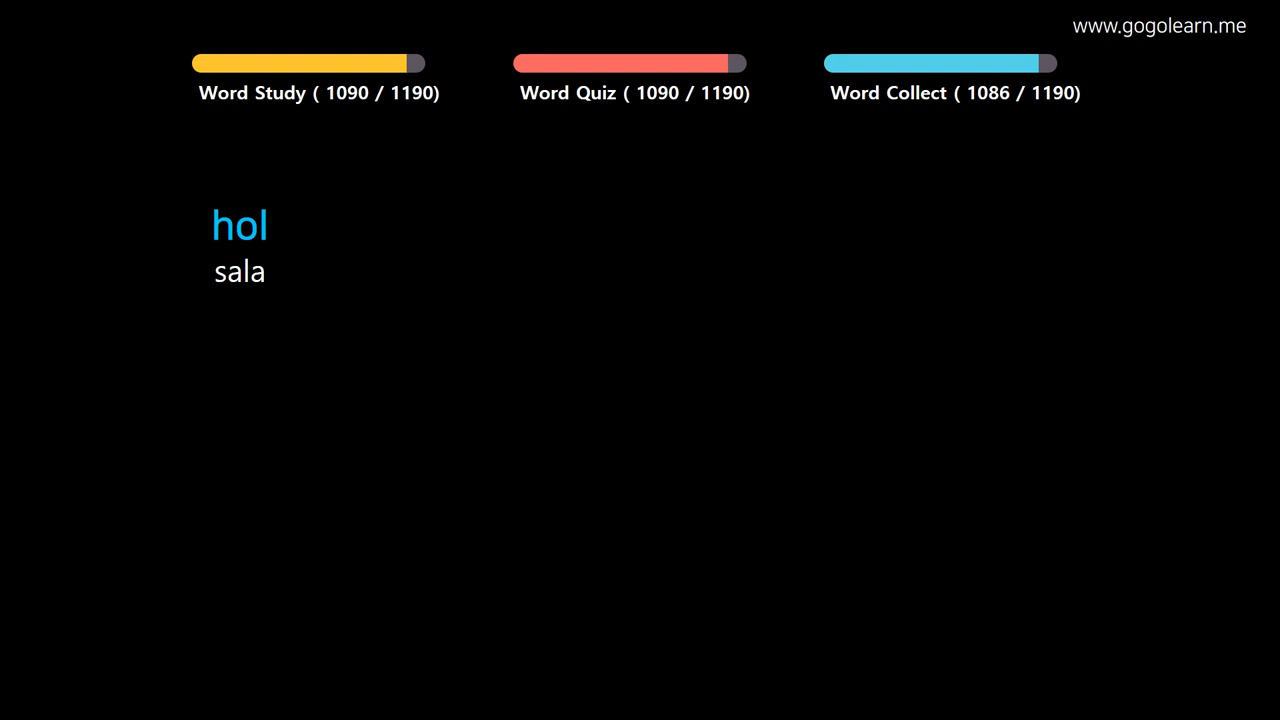 www.gogolearn.me
Word Study ( 1090 / 1190)
Word Quiz ( 1090 / 1190)
Word Collect ( 1086 / 1190)
hol
sala